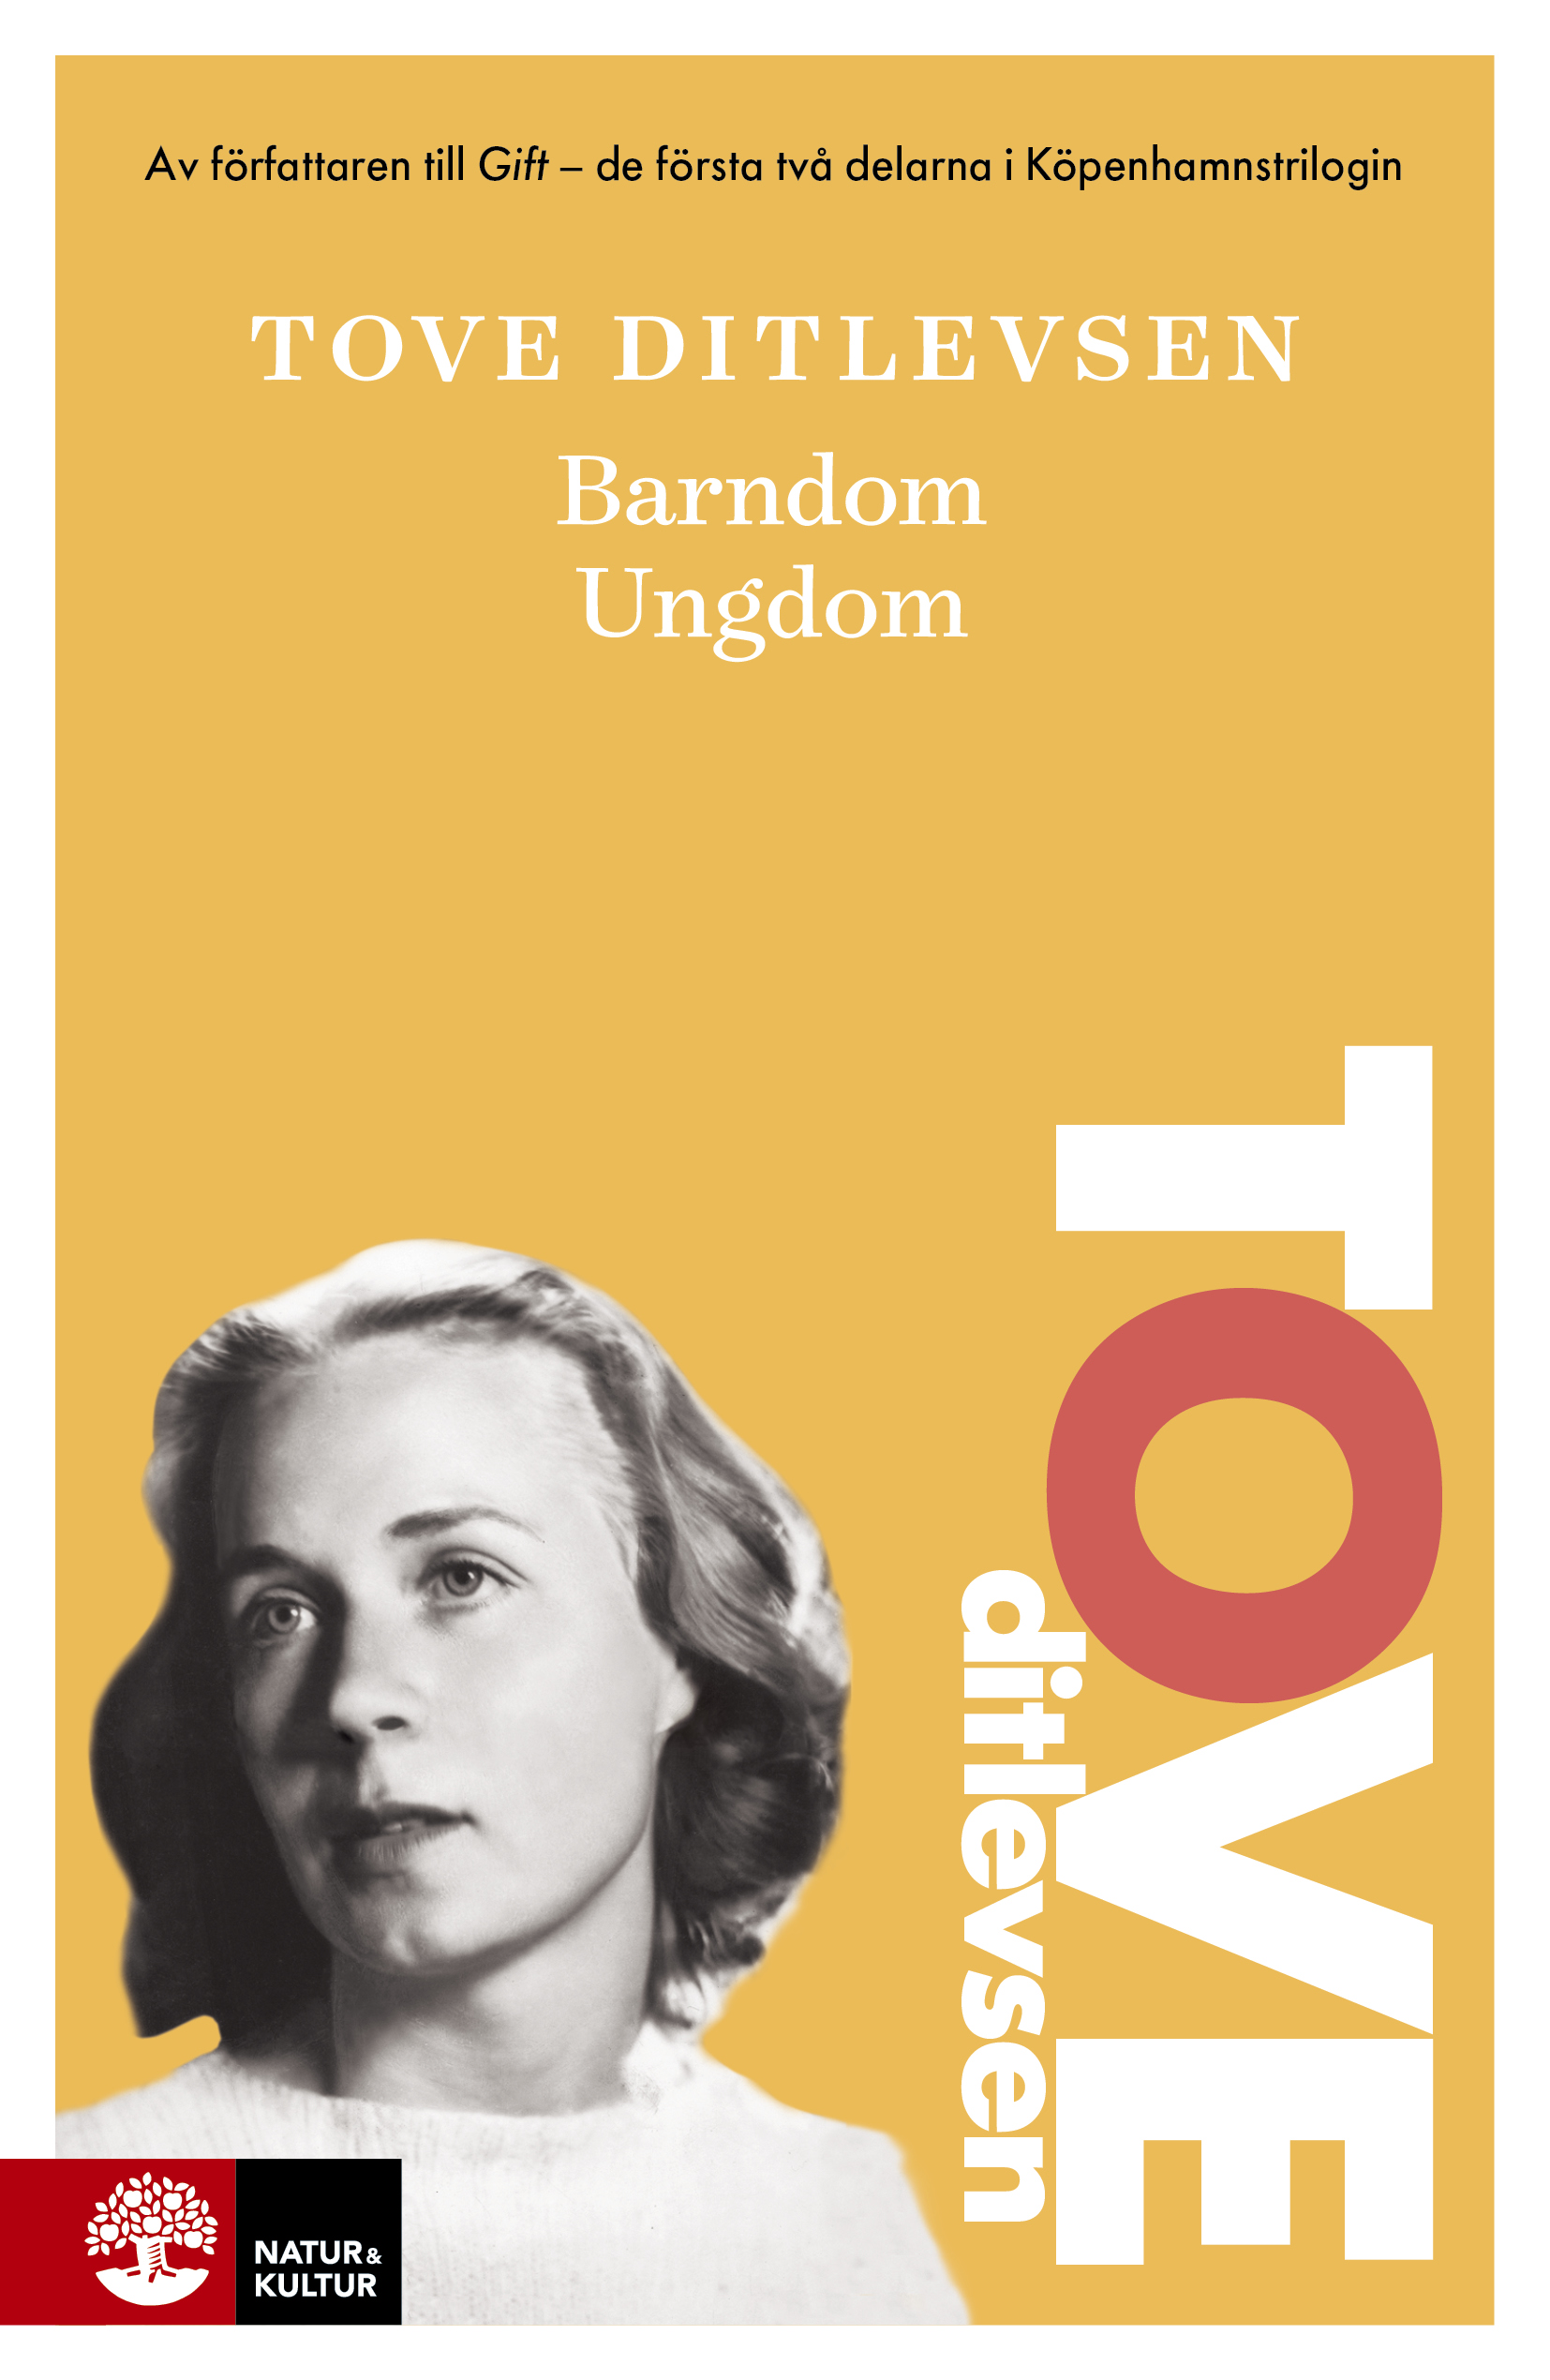 Av författaren till Gift – de första två delarna i Köpenhamnstrilogin
TOVE DITLEVSEN
Barndom
Ungdom
TOVE
ditlevsen
NATUR &
KULTUR